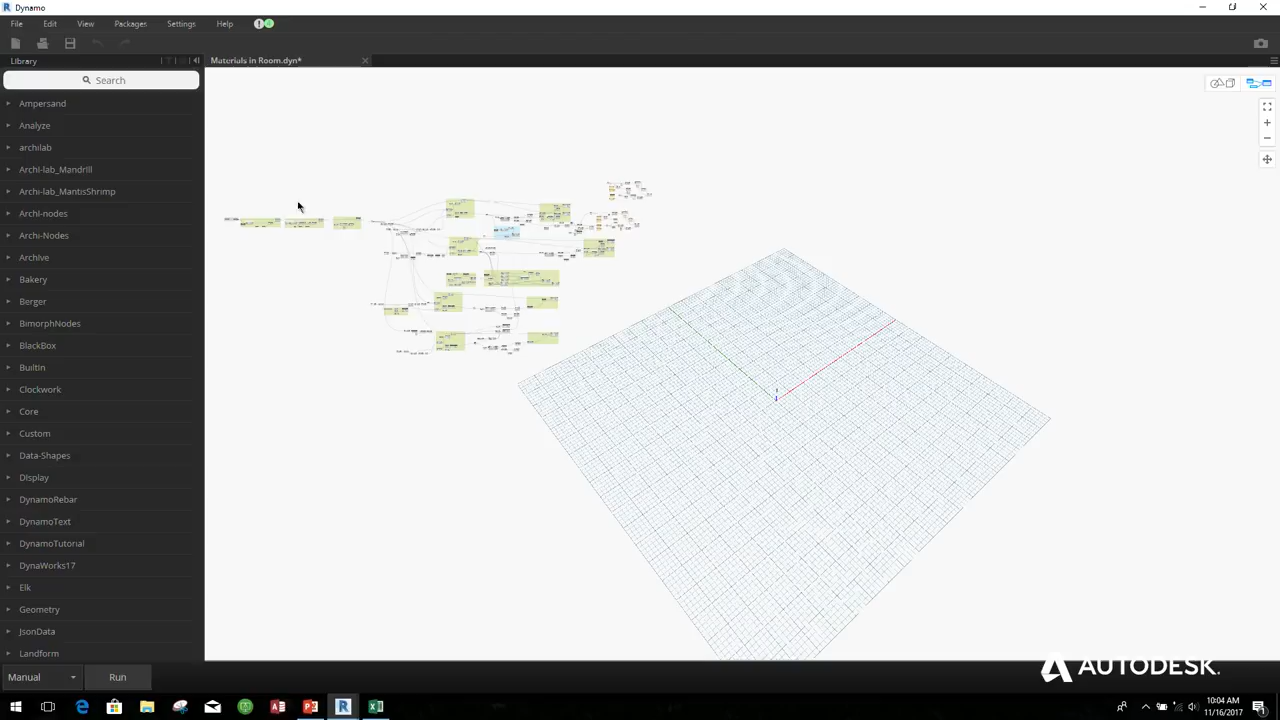 Dynamo
File Edit View Packages Settings Help
Library
Materials in Room.dyn*
Search
Ampersand
Analyze
archilab
Archi-lab_Mandrill
Archi-lab_MantisShrimp
Archi-nodes
Archi-Nodes
Archive
Bakery
Berger
BimorphNodes
BlackBox
BuiltIn
Clockwork
Core
Custom
Data-Shapes
Display
DynamoRebar
DynamoText
DynamoTutorial
DynaWorks17
Elk
Geometry
JsonData
Landform
Manual
Run
AUTODESK.
10:04 AM
11/16/2017